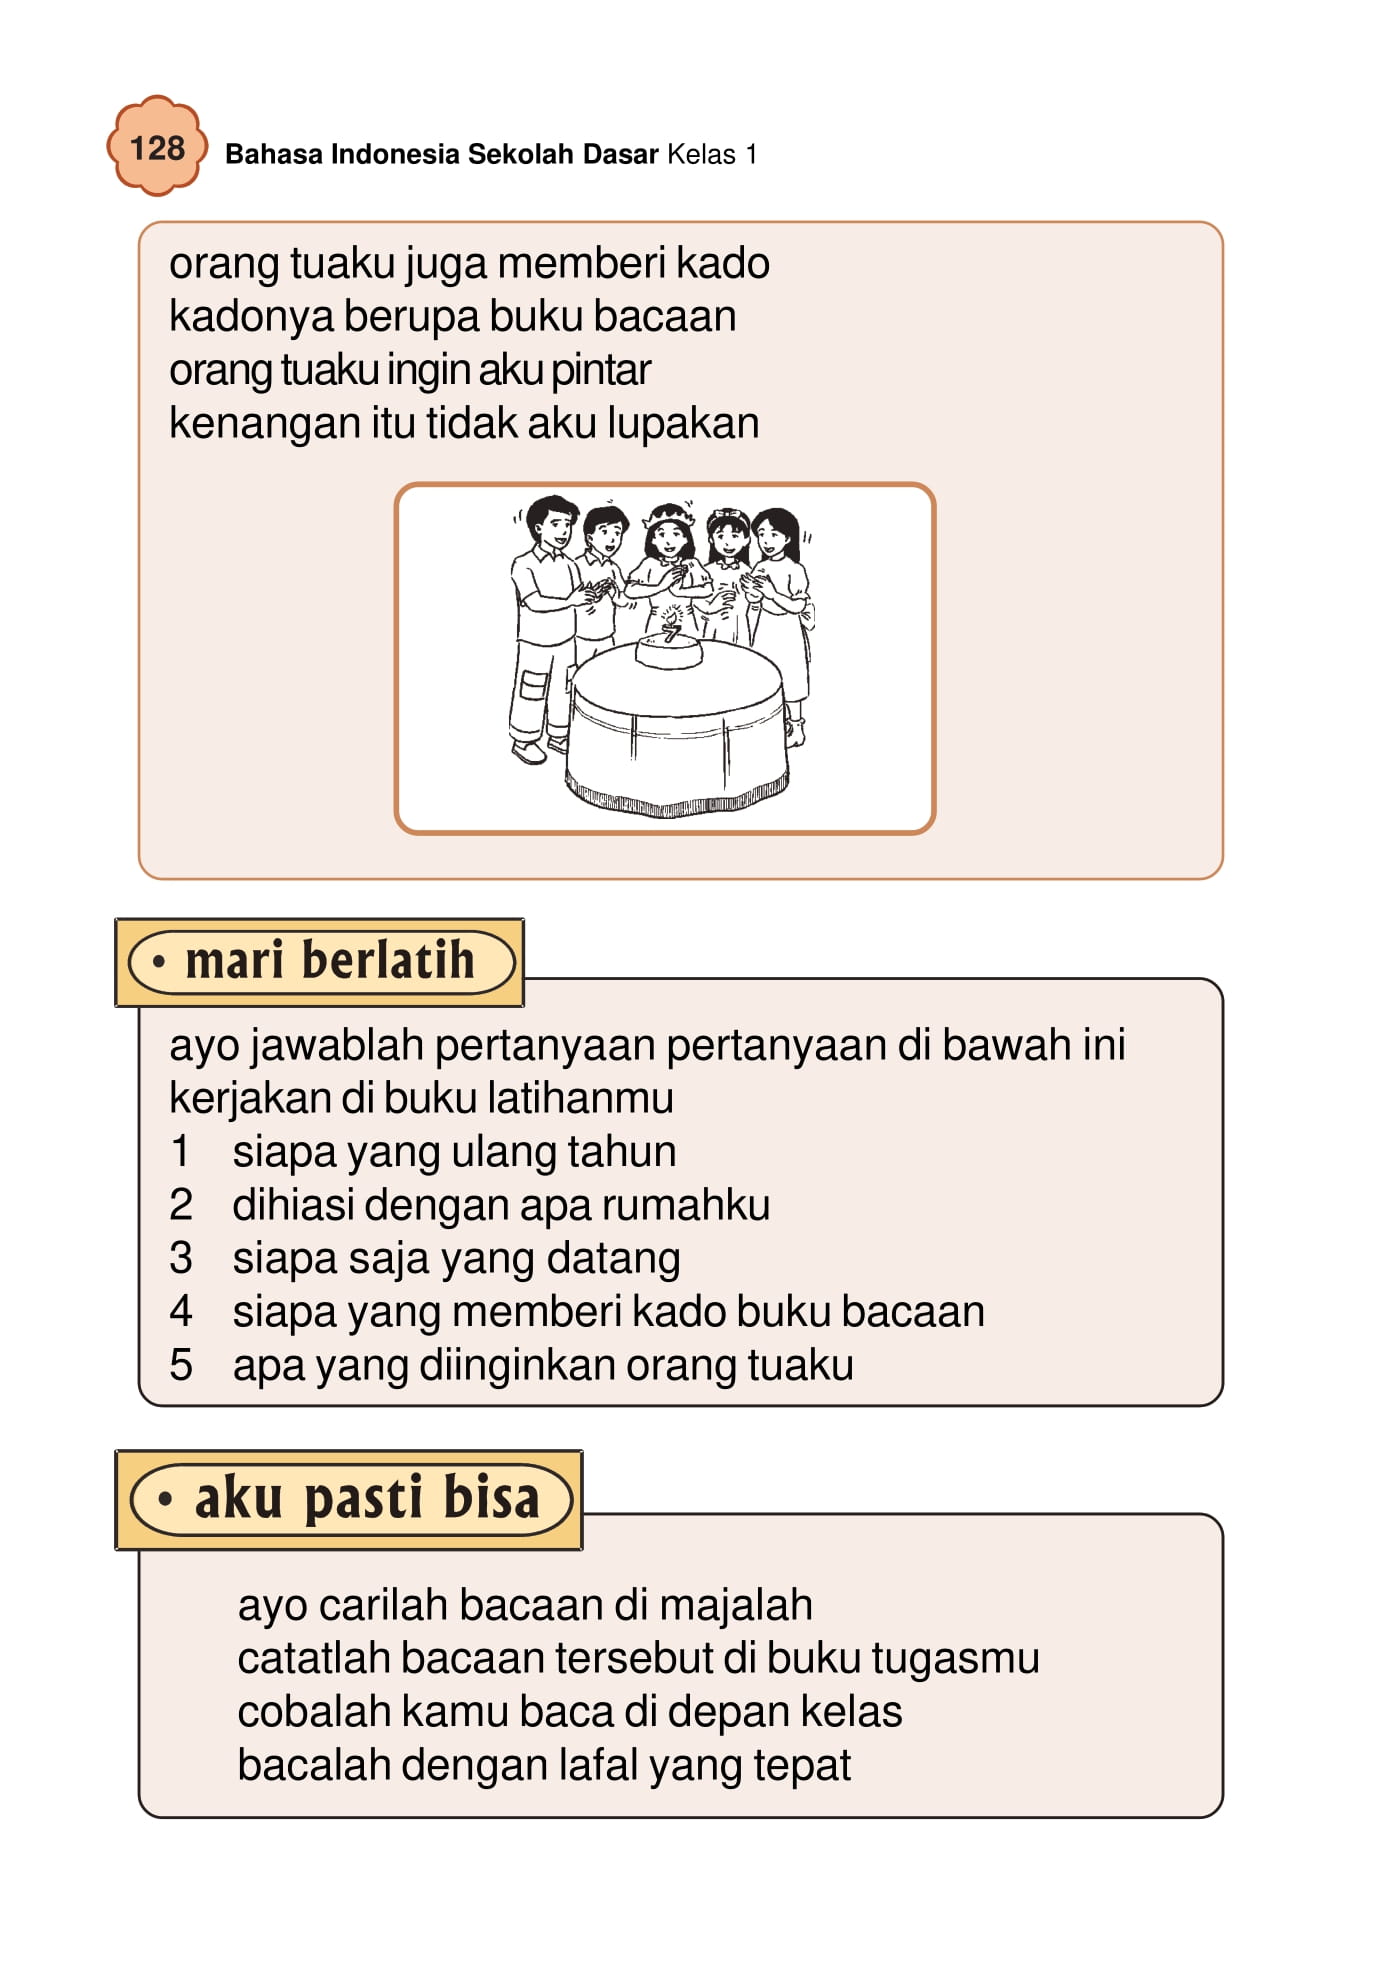 128
Bahasa Indonesia Sekolah Dasar Kelas 1
orang tuaku juga memberi kado
kadonya berupa buku bacaan
orang tuaku ingin aku pintar
kenangan itu tidak aku lupakan
7
• mari berlatih
ayo jawablah pertanyaan pertanyaan di bawah ini
kerjakan di buku latihanmu
1 siapa yang ulang tahun
2 dihiasi dengan apa rumahku
3 siapa saja yang datang
4 siapa yang memberi kado buku bacaan
5 apa yang diinginkan orang tuaku
• aku pasti bisa
ayo carilah bacaan di majalah
catatlah bacaan tersebut di buku tugasmu
cobalah kamu baca di depan kelas
bacalah dengan lafal yang tepat